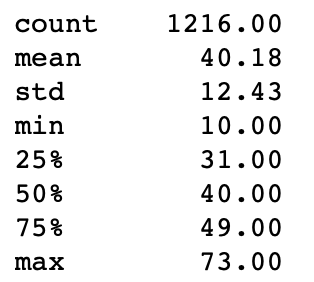 count 1216.00
mean 40.18
std 12.43
min 10.00
25% 31.00
50% 40.00
75% 49.00
max 73.00